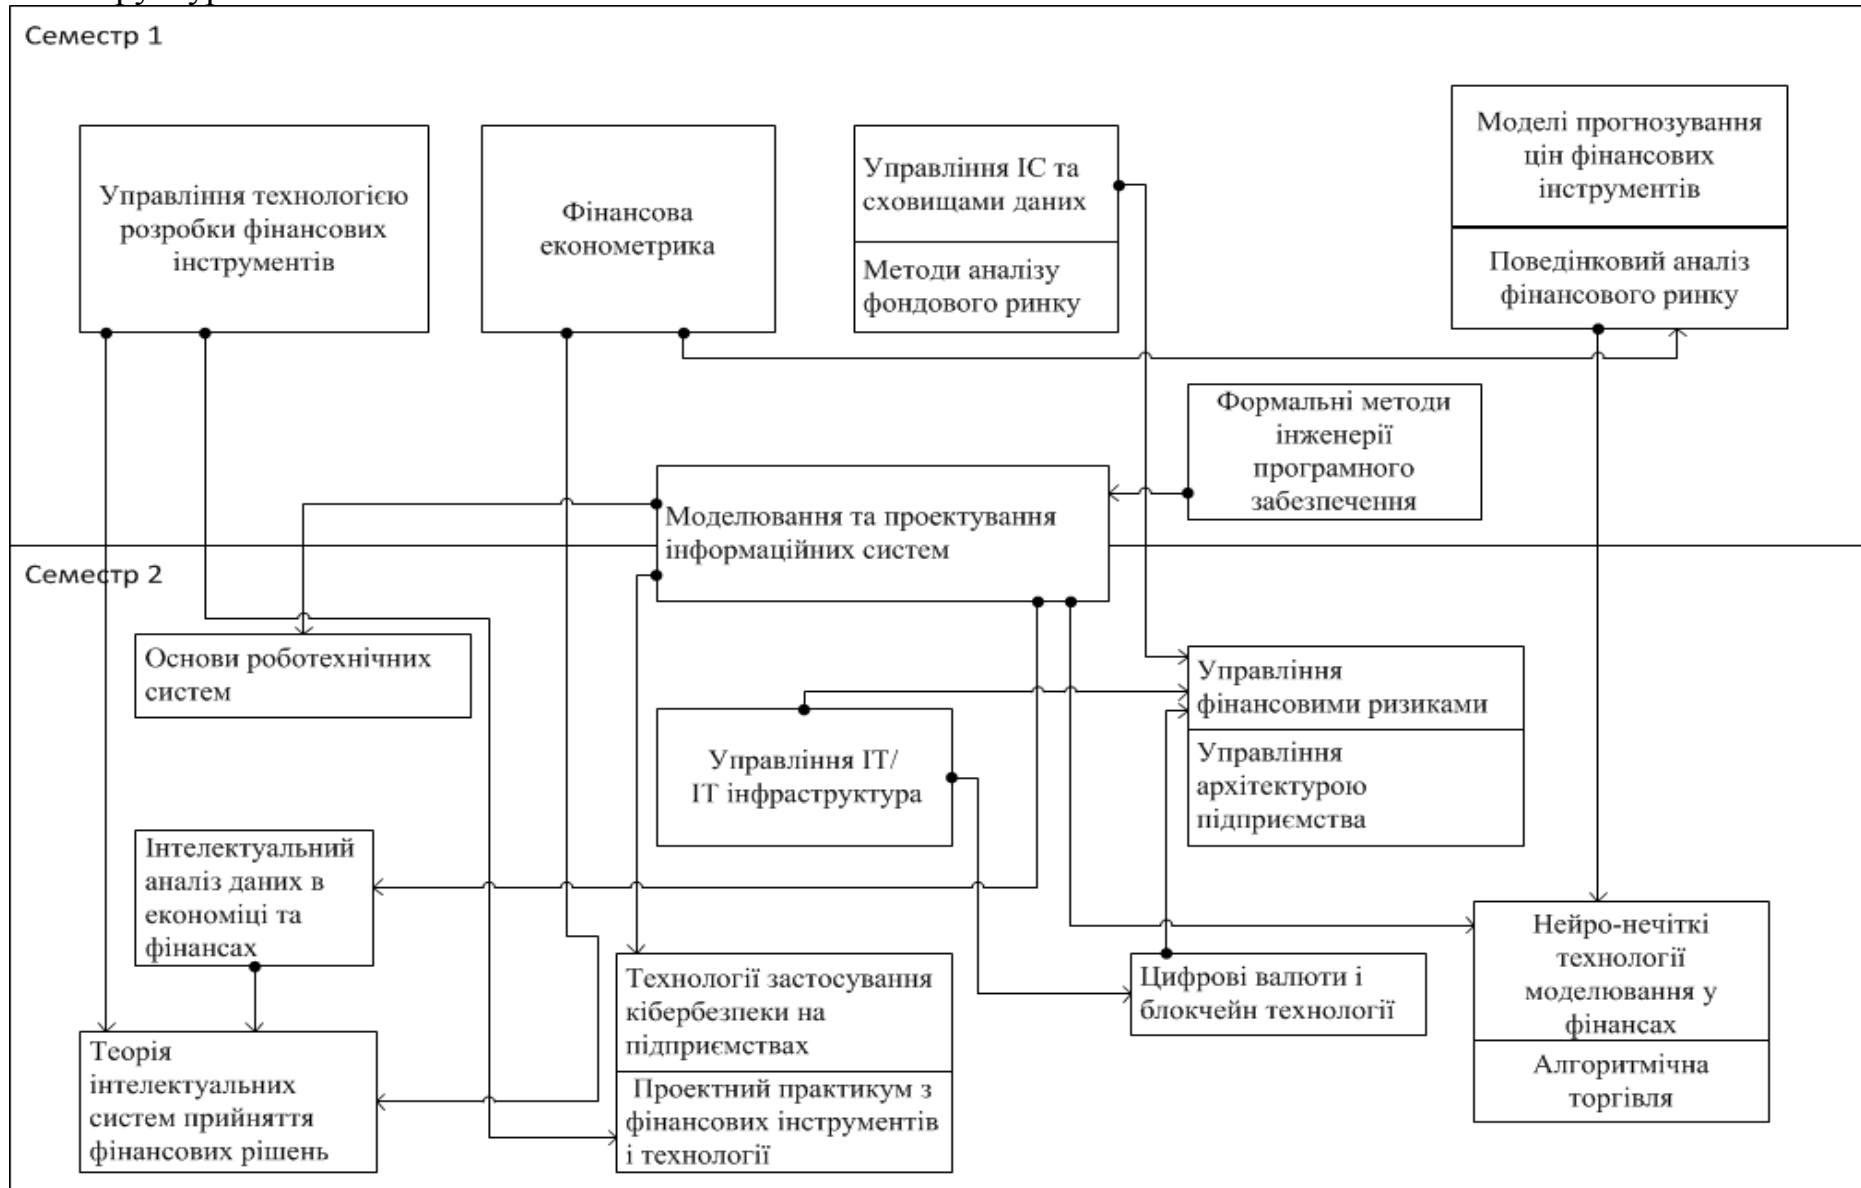 Семестр 1
Управління технологією
розробки фінансових
інструментів
Фінансова
економетрика
Управління ІС та
сховищами даних
Методи аналізу
фондового ринку
Моделі прогнозування
цін фінансових
інструментів
Поведінковий аналіз
фінансового ринку
Формальні методи
інженерії
програмного
забезпечення
Моделювання та проектування
інформаційних систем
Семестр 2
Основи роботехнічних
систем
Управління
фінансовими ризиками
Управління
архітектурою
підприємства
Управління ІТ/
ІТ інфраструктура
Інтелектуальний
аналіз даних в
економіці та
фінансах
Технології застосування
кібербезпеки на
підприємствах
Проектний практикум з
фінансових інструментів
і технології
Цифрові валюти і
блокчейн технології
Нейро-нечіткі
технології
моделювання у
фінансах
Алгоритмічна
торгівля
Теорія
інтелектуальних
систем прийняття
фінансових рішень